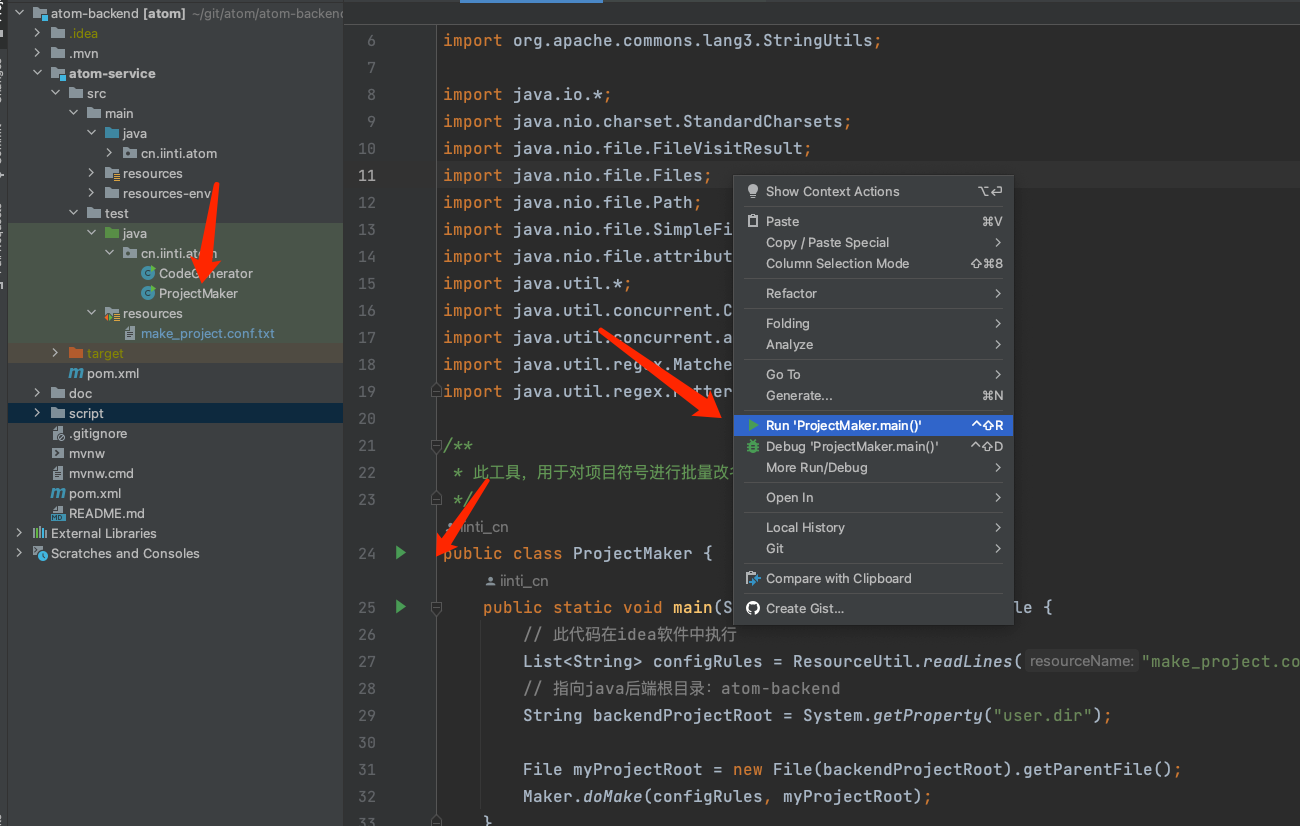 atom-backend [atom] ~/git/atom/atom-backend
.idea
.mvn
atom-service
src
main
java
cn.iinti.atom
resources
resources-env
test
java
cn.iinti.atom
CodeGenerator
ProjectMaker
resources
make_project.conf.txt
target
pom.xml
doc
script
.gitignore
mvnw
mvnw.cmd
pom.xml
README.md
External Libraries
Scratches and Consoles
6 import org.apache.commons.lang3.StringUtils;
7
8 import java.io.*;
9 import java.nio.charset.StandardCharsets;
10 import java.nio.file.FileVisitResult;
11 import java.nio.file.Files;
12 import java.nio.file.Path;
13 import java.nio.file.SimpleFi
14 import java.nio.file.attribut
15 import java.util.*;
16 import java.util.concurrent.C
17 import java.util.concurrent.a
18 import java.util.regex.Matche
19 import java.util.regex.Patter
20
21 /**
22 * 此工具，用于对项目符号进行批量改
23 */
iinti_cn
24 public class ProjectMaker {
iinti_cn
25 public static void main(S le {
26 // 此代码在idea软件中执行
27 List<String> configRules = ResourceUtil.readLines( resourceName: "make_project.co
28 // 指向java后端根目录：atom-backend
29 String backendProjectRoot = System.getProperty("user.dir");
30
31 File myProjectRoot = new File(backendProjectRoot).getParentFile();
32 Maker.doMake(configRules, myProjectRoot);
33 }
Show Context Actions ⌥⏎
Paste ⌘V
Copy / Paste Special
Column Selection Mode ⇧⌘8
Refactor
Folding
Analyze
Go To
Generate... ⌘N
Run 'ProjectMaker.main()' ^⇧R
Debug 'ProjectMaker.main()' ^⇧D
More Run/Debug
Open In
Local History
Git
Compare with Clipboard
Create Gist...